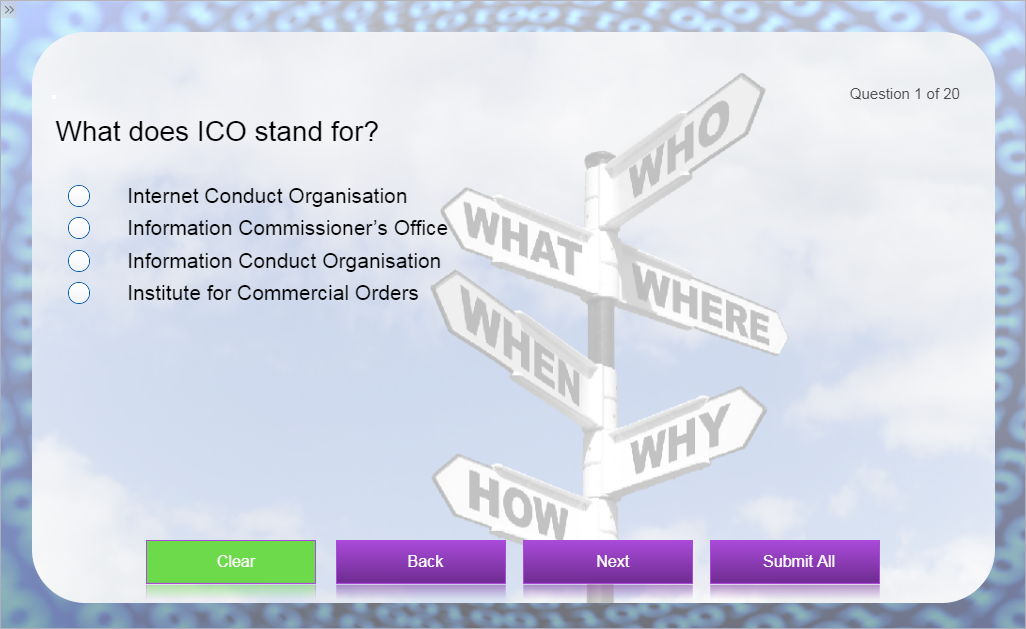 Question 1 of 20
What does ICO stand for?
Internet Conduct Organisation
Information Commissioner’s Office
Information Conduct Organisation
Institute for Commercial Orders
WHO
WHAT
WHERE
WHEN
WHY
HOW
Clear
Back
Next
Submit All